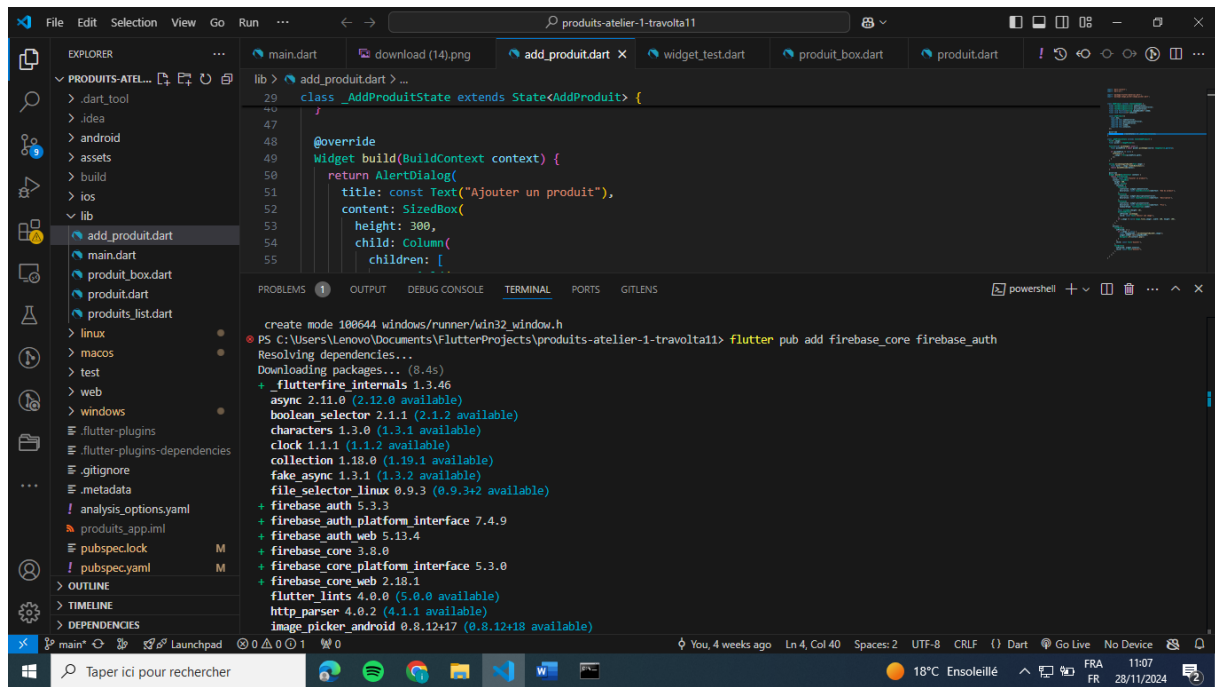 File Edit Selection View Go Run ··· ← → produits-atelier-1-travolta11
EXPLORER ···
PRODUITS-ATEL...
> .dart_tool
> .idea
> android
> assets
> build
> ios
lib
add_produit.dart
main.dart
produit_box.dart
produit.dart
produits_list.dart
> linux
> macos
> test
> web
> windows
.flutter-plugins
.flutter-plugins-dependencies
.gitignore
.metadata
! analysis_options.yaml
produits_app.iml
pubspec.lock M
! pubspec.yaml M
> OUTLINE
> TIMELINE
> DEPENDENCIES
9
main.dart download (14).png add_produit.dart × widget_test.dart produit_box.dart produit.dart
lib > add_produit.dart > ...
29 class _AddProduitState extends State<AddProduit> {
46 }
47
48 @override
49 Widget build(BuildContext context) {
50 return AlertDialog(
51 title: const Text("Ajouter un produit"),
52 content: SizedBox(
53 height: 300,
54 child: Column(
55 children: [
PROBLEMS 1 OUTPUT DEBUG CONSOLE TERMINAL PORTS GITLENS powershell
create mode 100644 windows/runner/win32_window.h
PS C:\Users\Lenovo\Documents\FlutterProjects\produits-atelier-1-travolta11> flutter pub add firebase_core firebase_auth
Resolving dependencies...
Downloading packages... (8.4s)
+ _flutterfire_internals 1.3.46
async 2.11.0 (2.12.0 available)
boolean_selector 2.1.1 (2.1.2 available)
characters 1.3.0 (1.3.1 available)
clock 1.1.1 (1.1.2 available)
collection 1.18.0 (1.19.1 available)
fake_async 1.3.1 (1.3.2 available)
file_selector_linux 0.9.3 (0.9.3+2 available)
+ firebase_auth 5.3.3
+ firebase_auth_platform_interface 7.4.9
+ firebase_auth_web 5.13.4
+ firebase_core 3.8.0
+ firebase_core_platform_interface 5.3.0
+ firebase_core_web 2.18.1
flutter_lints 4.0.0 (5.0.0 available)
http_parser 4.0.2 (4.1.1 available)
image_picker_android 0.8.12+17 (0.8.12+18 available)
main* Launchpad 0 0 1 0 You, 4 weeks ago Ln 4, Col 40 Spaces: 2 UTF-8 CRLF {} Dart Go Live No Device
Taper ici pour rechercher 18°C Ensoleillé FRA 11:07
FR 28/11/2024 2